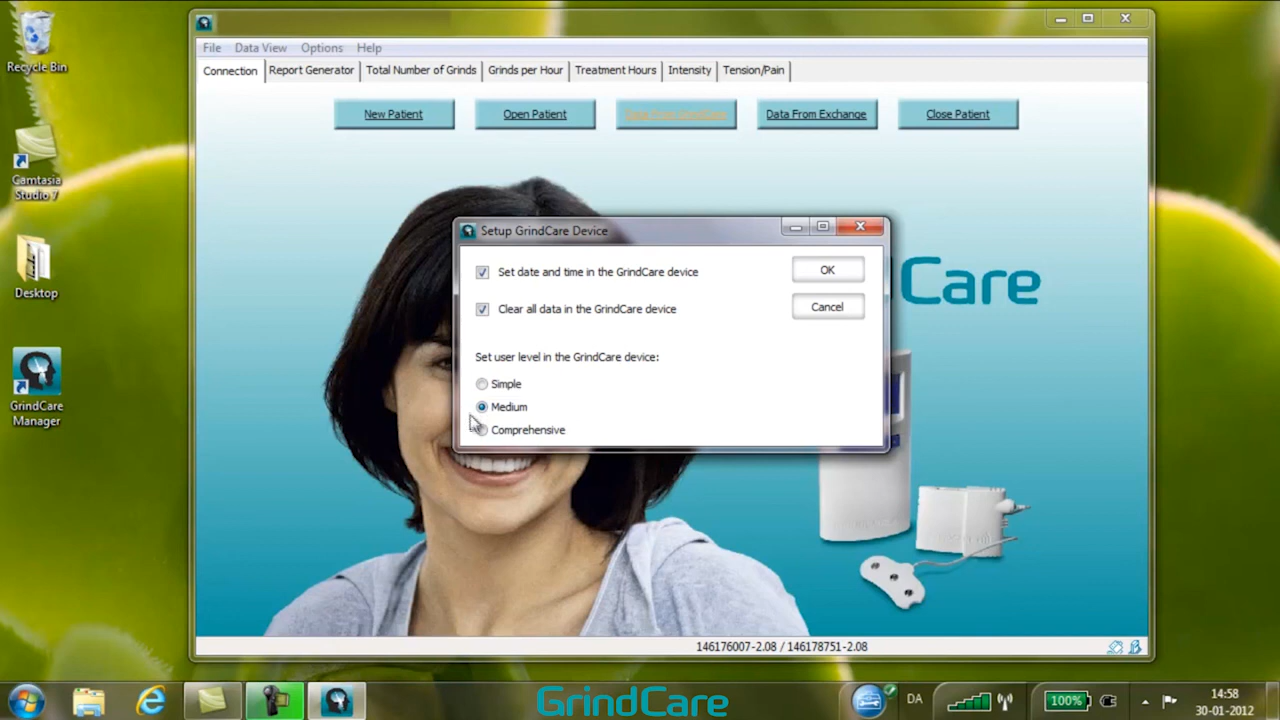 Recycle Bin
Camtasia
Studio 7
Desktop
GrindCare
Manager
File Data View Options Help
Connection Report Generator Total Number of Grinds Grinds per Hour Treatment Hours Intensity Tension/Pain
New Patient Open Patient Data From Exchange Close Patient
Care
Setup GrindCare Device
Set date and time in the GrindCare device
OK
Clear all data in the GrindCare device
Cancel
Set user level in the GrindCare device:
Simple
Medium
Comprehensive
146176007-2.08 / 146178751-2.08
GrindCare
DA
100%
14:58
30-01-2012